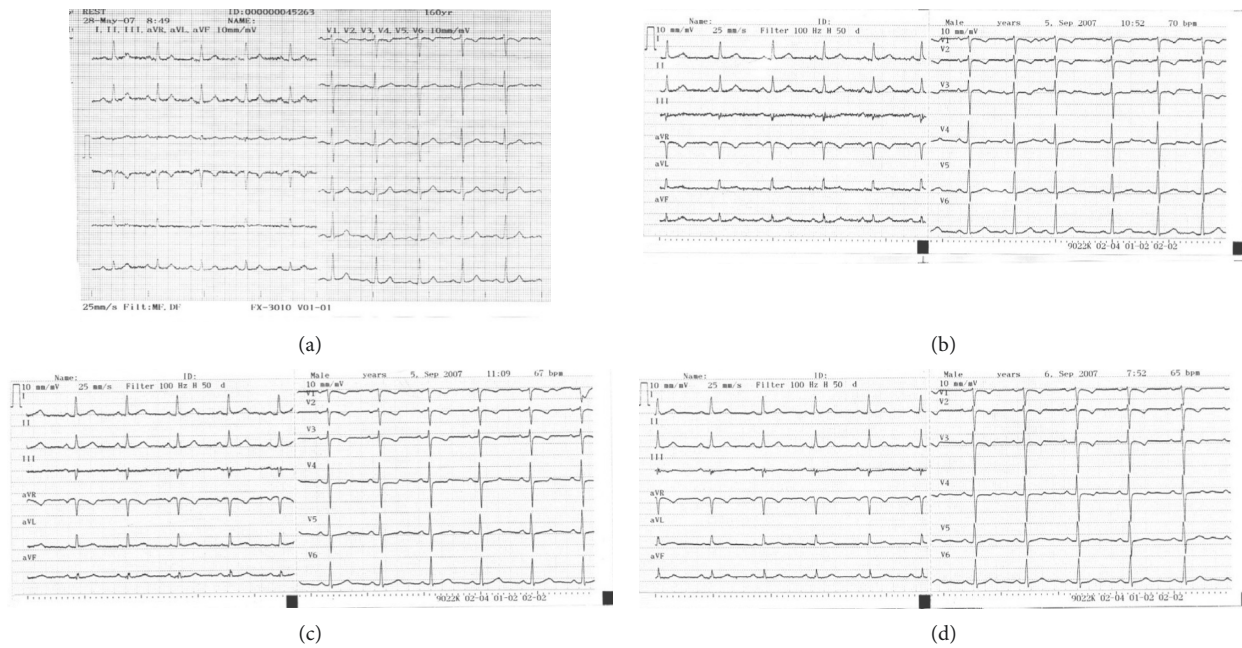 REST ID:000000045263 160yr
28-May-07 8:49 NAME:
I, II, III, aVR, aVL, aVF 10mm/mV V1, V2, V3, V4, V5, V6 10mm/mV
25mm/s Filt:MF, DF FX-3010 V01-01
(a)
Name: ID: Male years 5, Sep 2007 10:52 70 bpm
10 mm/mV 25 mm/s Filter 100 Hz H 50 d 10 mm/mV
I V1
II V2
III V3
aVR V4
aVL V5
aVF V6
9022K 02-04 01-02 02-02
(b)
Name: ID: Male years 5, Sep 2007 11:09 67 bpm
10 mm/mV 25 mm/s Filter 100 Hz H 50 d 10 mm/mV
I V1
II V2
III V3
aVR V4
aVL V5
aVF V6
9022K 02-04 01-02 02-02
(c)
Name: ID: Male years 6, Sep 2007 7:52 65 bpm
10 mm/mV 25 mm/s Filter 100 Hz H 50 d 10 mm/mV
I V1
II V2
III V3
aVR V4
aVL V5
aVF V6
9022K 02-04 01-02 02-02
(d)